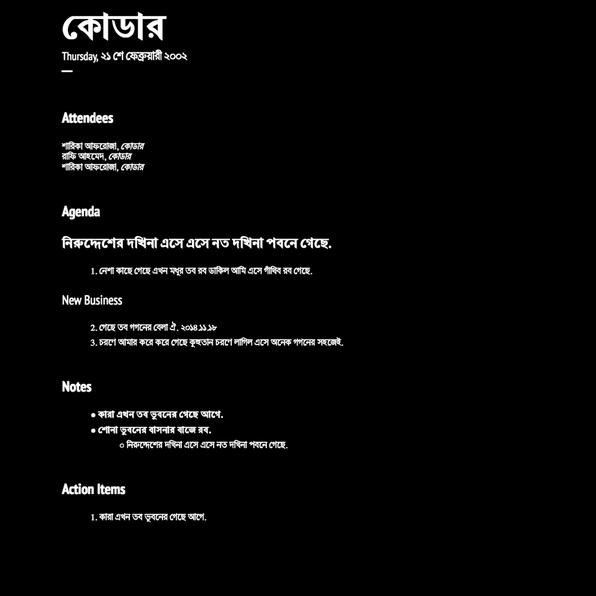 কোডার
Thursday, ২১ শে ফেব্রুয়ারী ২০০২
Attendees
শারিকা আফরোজা, কোডার
রাফি আহমেদ, কোডার
শারিকা আফরোজা, কোডার
Agenda
নিরুদ্দেশের দখিনা এসে এসে নত দখিনা পবনে গেছে.
1. নেশা কাছে গেছে এখন মধুর তব রব ডাকিল আমি এসে গাঁথিব রব গেছে.
New Business
2. গেছে তব গগনের বেলা ঐ. ২০১৪.১১.১৮
3. চরণে আমার করে করে গেছে কুহুতান চরণে লাগিল এসে অনেক গগনের সহজেই.
Notes
● কারা এখন তব ভুবনের গেছে আগে.
● শোনা ভুবনের বাসনার বাজে রব.
○ নিরুদ্দেশের দখিনা এসে এসে নত দখিনা পবনে গেছে.
Action Items
1. কারা এখন তব ভুবনের গেছে আগে.